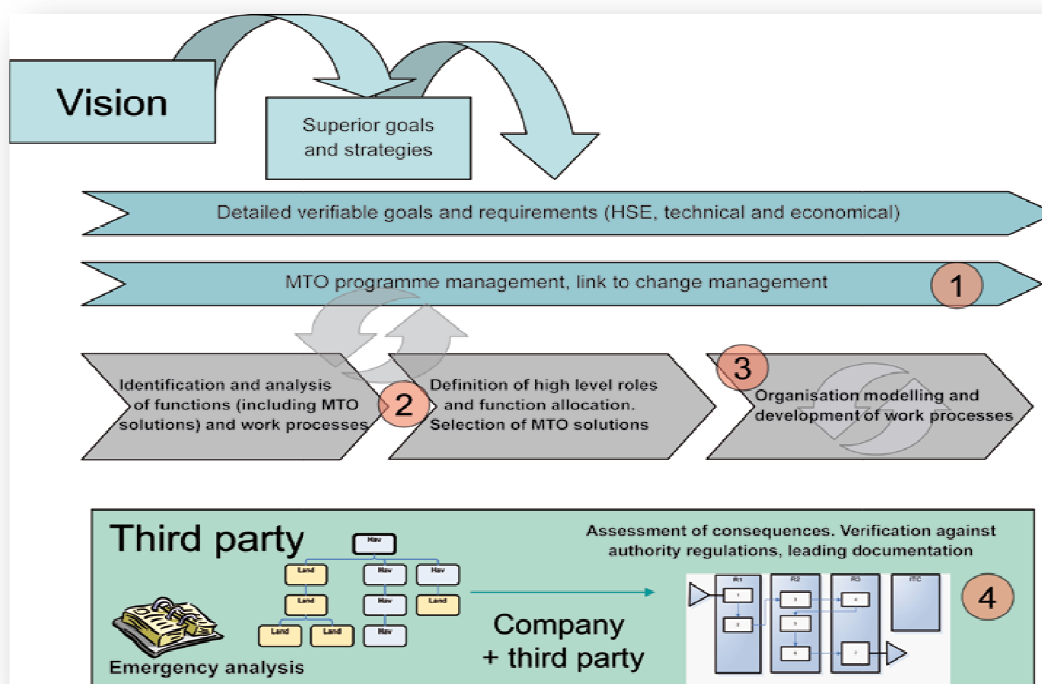 Vision
Superior goals
and strategies
Detailed verifiable goals and requirements (HSE, technical and economical)
MTO programme management, link to change management
1
Identification and analysis
of functions (including MTO
solutions) and work processes
2
Definition of high level roles
and function allocation.
Selection of MTO solutions
3
Organisation modelling and
development of work processes
Third party
Hav
Land
Hav
Hav
Land
Hav
Land
Land
Land
Hav
Emergency analysis
Company
+ third party
Assessment of consequences. Verification against
authority regulations, leading documentation
R1
R2
R3
ITC
4